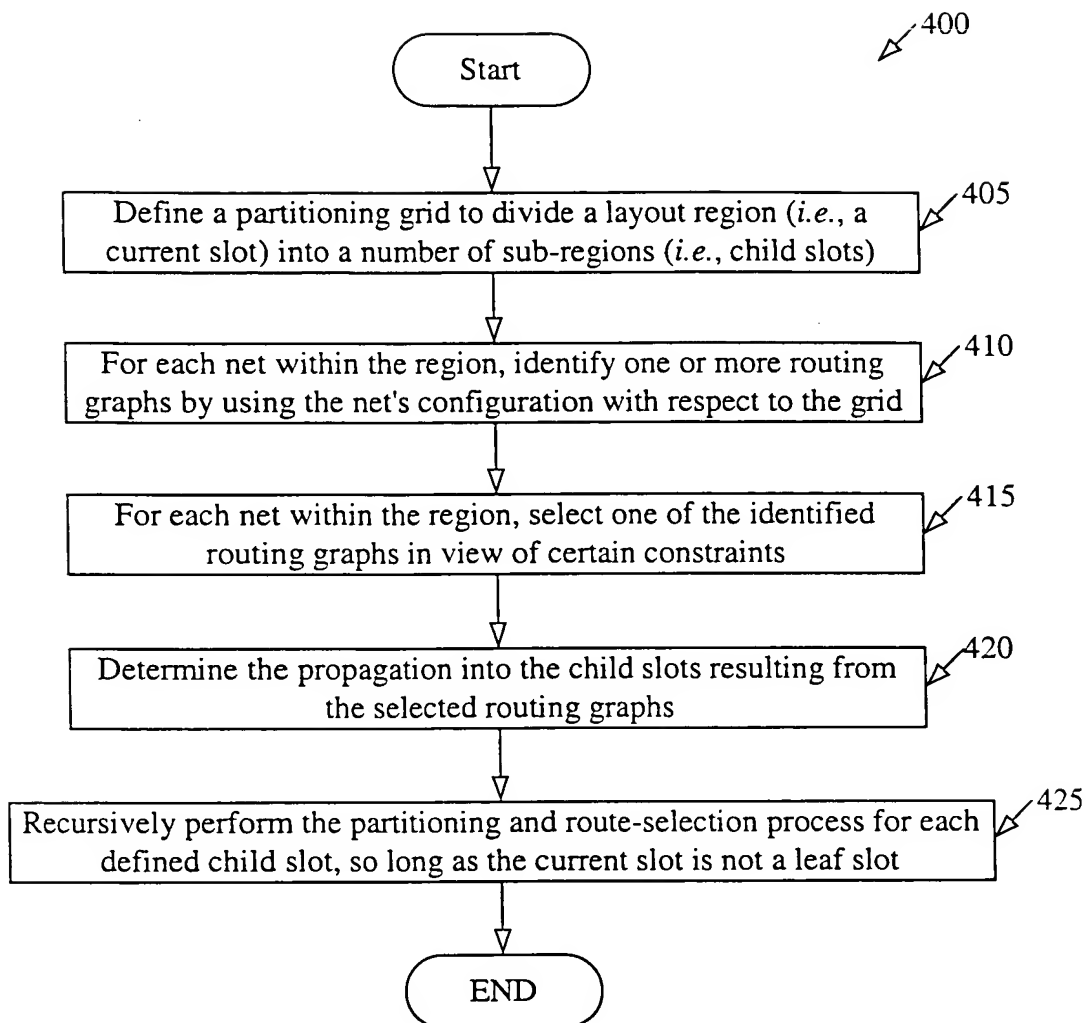 400
Start
405
Define a partitioning grid to divide a layout region (i.e., a
current slot) into a number of sub-regions (i.e., child slots)
410
For each net within the region, identify one or more routing
graphs by using the net's configuration with respect to the grid
415
For each net within the region, select one of the identified
routing graphs in view of certain constraints
420
Determine the propagation into the child slots resulting from
the selected routing graphs
425
Recursively perform the partitioning and route-selection process for each
defined child slot, so long as the current slot is not a leaf slot
END